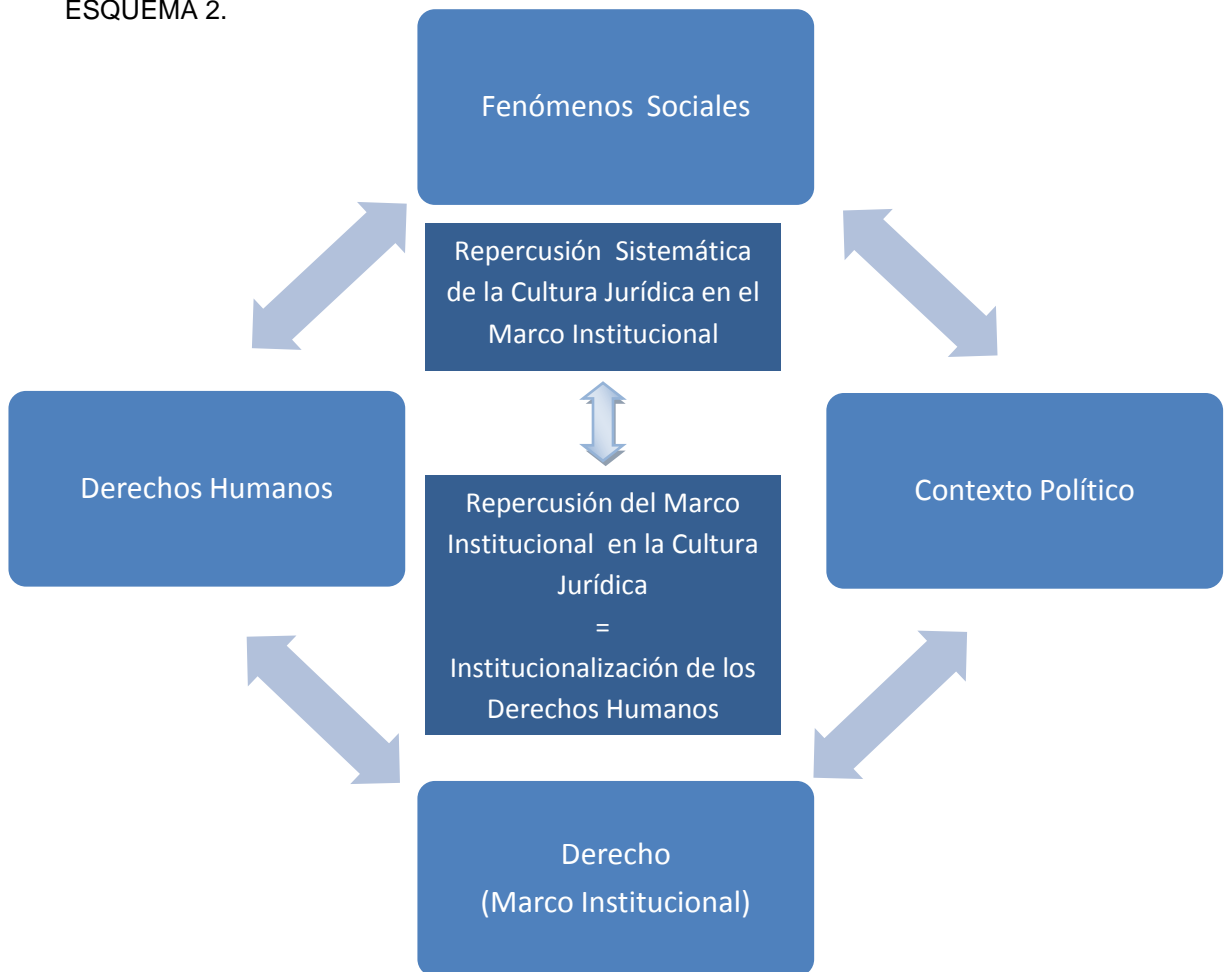 ESQUEMA 2.
Fenómenos Sociales
Repercusión Sistemática
de la Cultura Jurídica en el
Marco Institucional
Derechos Humanos
Contexto Político
Repercusión del Marco
Institucional en la Cultura
Jurídica
=
Institucionalización de los
Derechos Humanos
Derecho
(Marco Institucional)